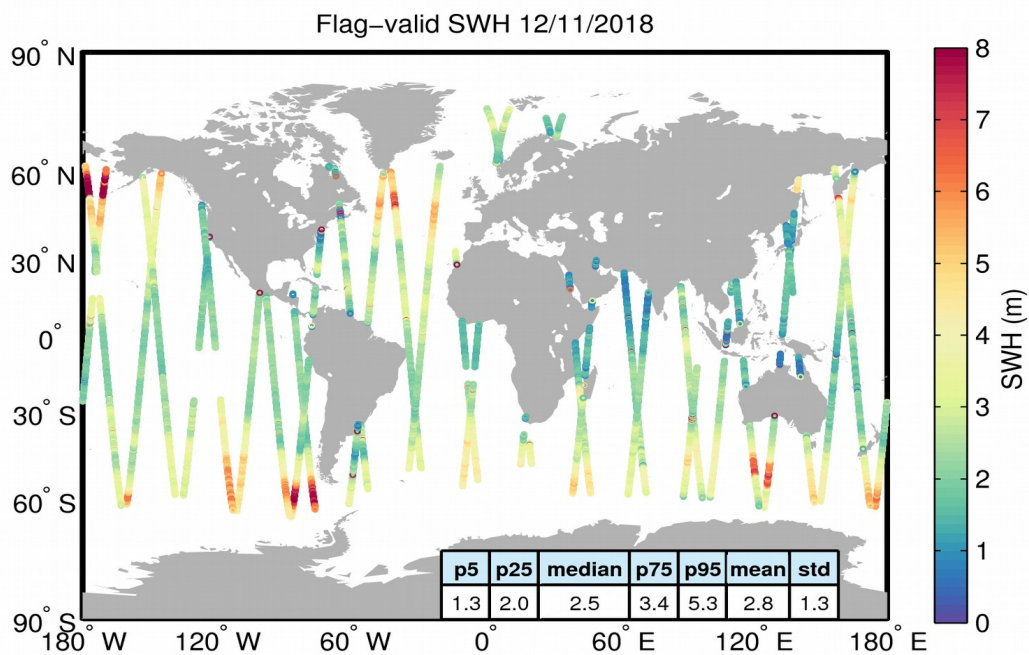 Flag−valid SWH 12/11/2018
90° N
60° N
30° N
0°
30° S
60° S
90° S
180° W
120° W
60° W
0°
60° E
120° E
180° E
p5 p25 median p75 p95 mean std
1.3 2.0 2.5 3.4 5.3 2.8 1.3
8
7
6
5
4
3
2
1
0
SWH (m)